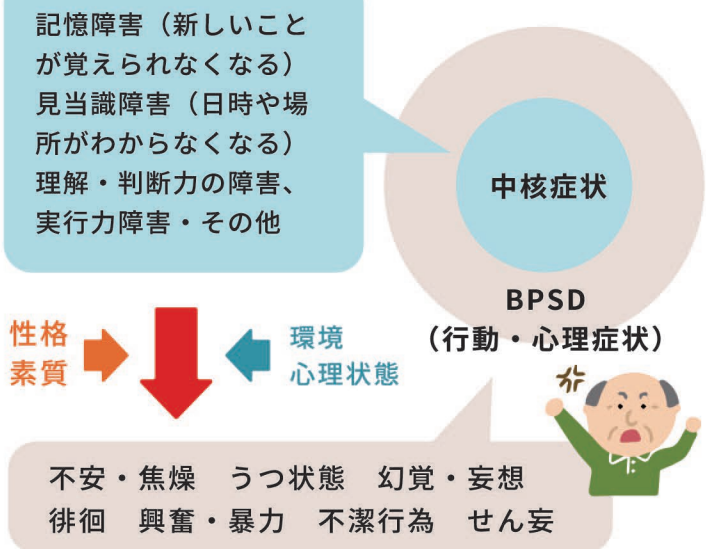 記憶障害（新しいこと
が覚えられなくなる）
見当識障害（日時や場
所がわからなくなる）
理解・判断力の障害、
実行力障害・その他
中核症状
BPSD
（行動・心理症状）
性格
素質
環境
心理状態
不安・焦燥　うつ状態　幻覚・妄想
徘徊　興奮・暴力　不潔行為　せん妄